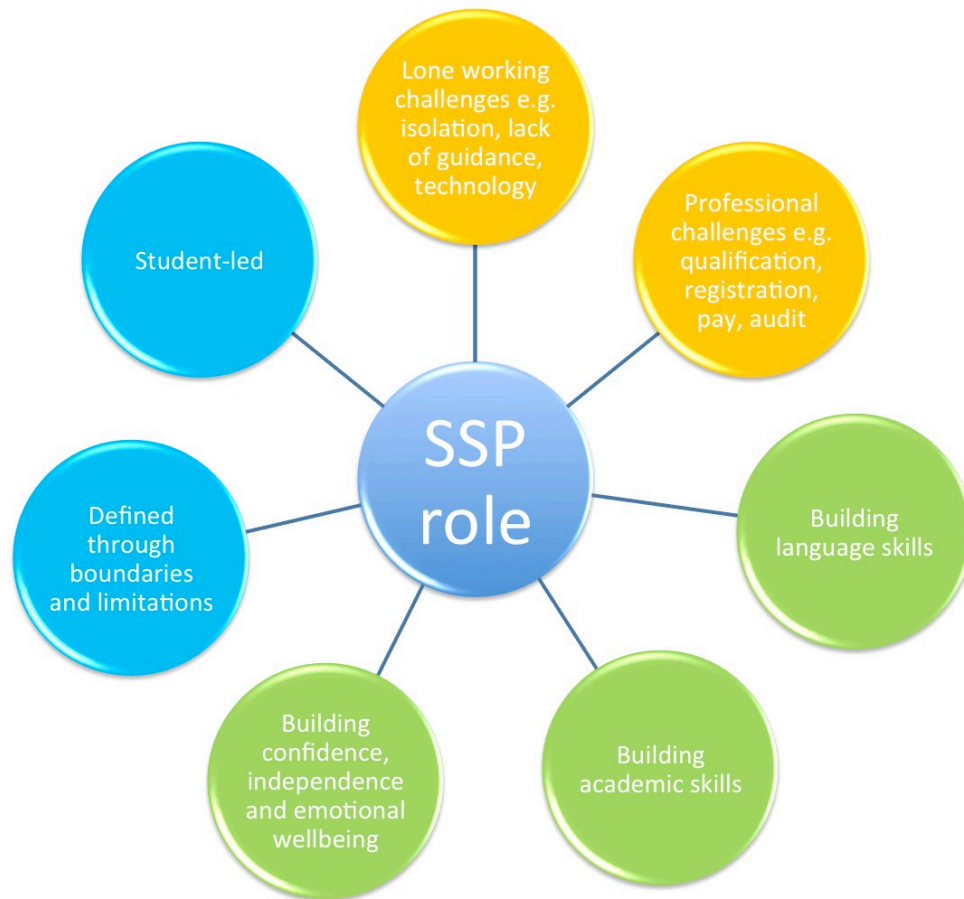 Lone working
challenges e.g.
isolation, lack
of guidance,
technology
Professional
challenges e.g.
qualification,
registration,
pay, audit
Student-led
SSP
role
Building
language skills
Defined
through
boundaries
and limitations
Building
confidence,
independence
and emotional
wellbeing
Building
academic skills